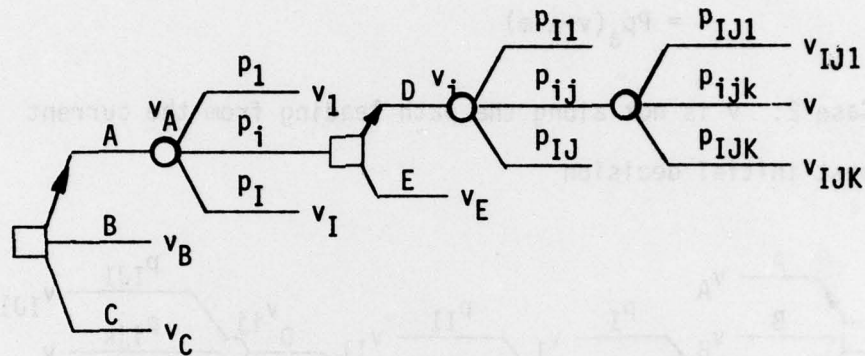 p_I1 p_IJ1 v_IJ1
p_1 v_1 D v_i p_ij p_ijk v
A v_A p_i p_IJ p_IJK v_IJK
p_I v_I E v_E
B v_B
C v_C